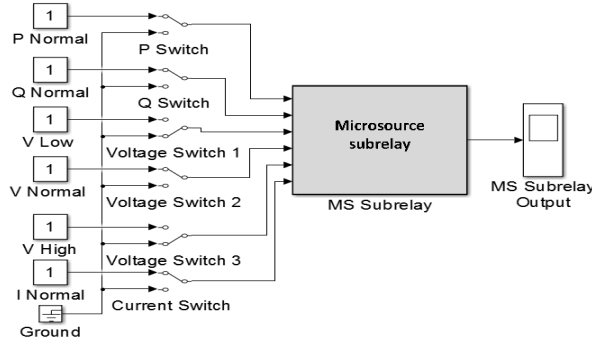 1
P Normal
P Switch
1
Q Normal
Q Switch
1
V Low
Voltage Switch 1
1
V Normal
Voltage Switch 2
1
V High
Voltage Switch 3
1
I Normal
Current Switch
Ground
Microsource
subrelay
MS Subrelay
MS Subrelay
Output